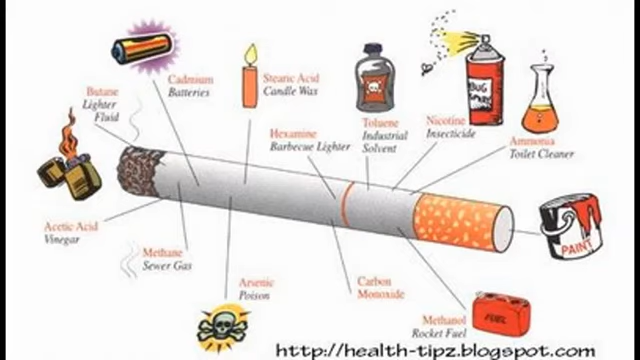 Cadmium
Batteries
Stearic Acid
Candle Wax
Butane
Lighter
Fluid
Hexamine
Barbecue Lighter
Toluene
Industrial
Solvent
Nicotine
Insecticide
BUG
SPRAY
Ammonia
Toilet Cleaner
Acetic Acid
Vinegar
Methane
Sewer Gas
Arsenic
Poison
Carbon
Monoxide
Methanol
Rocket Fuel
FUEL
PAINT
http://health-tipz.blogspot.com